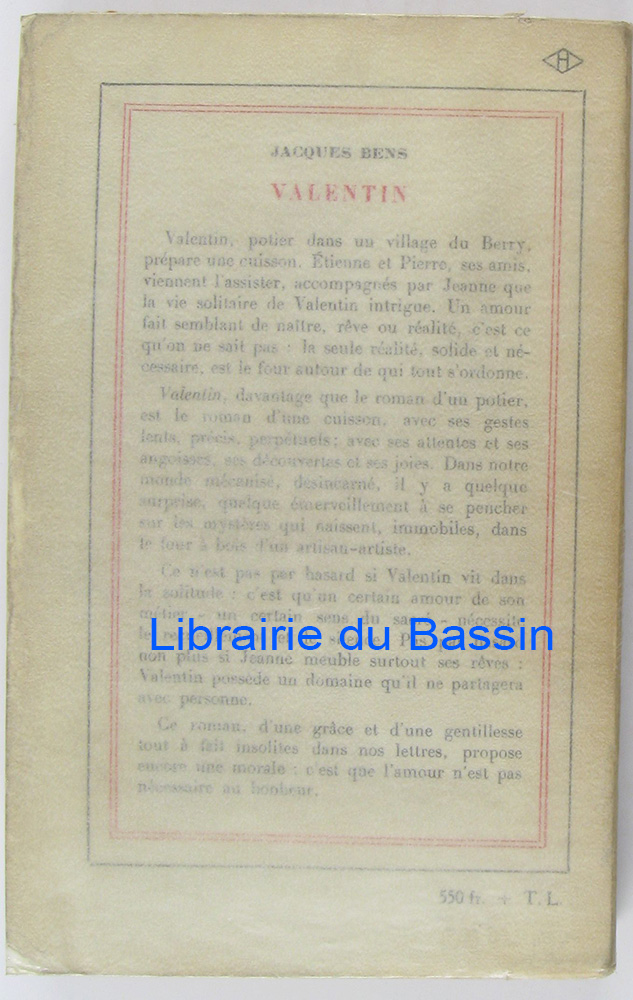 JACQUES BENS
VALENTIN
Valentin, potier dans un village du Berry,
prépare une cuisson. Étienne et Pierre, ses amis,
viennent l'assister, accompagnés par Jeanne que
la vie solitaire de Valentin intrigue. Un amour
fait semblant de naître, rêve ou réalité, c'est ce
qu'on ne sait pas : la seule réalité, solide et né-
cessaire, est le four autour de qui tout s'ordonne.
Valentin, davantage que le roman d'un potier,
est le roman d'une cuisson, avec ses gestes
lents, précis, perpétuels ; avec ses attentes et ses
angoisses, ses découvertes et ses joies. Dans notre
monde mécanisé, désincarné, il y a quelque
surprise, quelque émerveillement à se pencher
sur les mystères qui naissent, immobiles, dans
le four à bois d'un artisan-artiste.
Ce n'est pas par hasard si Valentin vit dans
la solitude : c'est qu'un certain amour de son
métier - un certain sens du sacré - nécessite
Librairie du Bassin
non plus si Jeanne meuble surtout ses rêves :
Valentin possède un domaine qu'il ne partagera
avec personne.
Ce roman, d'une grâce et d'une gentillesse
tout à fait insolites dans nos lettres, propose
encore une morale : c'est que l'amour n'est pas
nécessaire au bonheur.
550 fr. + T. L.